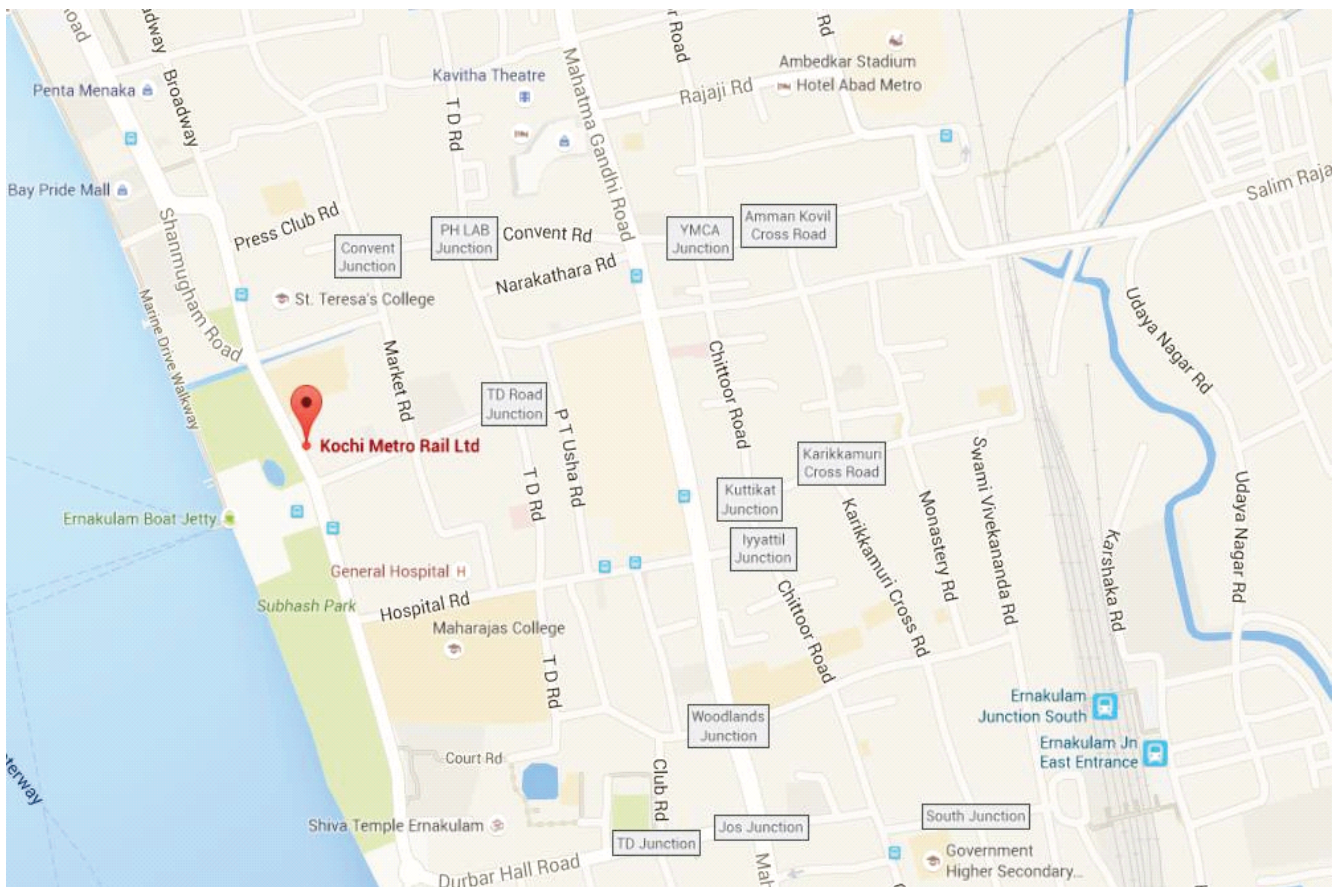 Road
Broadway
Broadway
Penta Menaka
Kavitha Theatre
T D Rd
Mahatma Gandhi Road
r Road
Rd
Rajaji Rd
Ambedkar Stadium
Hotel Abad Metro
Bay Pride Mall
Shanmugham Road
Press Club Rd
Convent
Junction
PH LAB
Junction
Convent Rd
YMCA
Junction
Amman Kovil
Cross Road
Salim Raja
Narakathara Rd
St. Teresa's College
Marine Drive Walkway
Market Rd
Chittoor Road
Udaya Nagar Rd
TD Road
Junction
P T Usha Rd
Kochi Metro Rail Ltd
Karikkamuri
Cross Road
Swami Vivekananda Rd
Kuttikat
Junction
T D Rd
Udaya Nagar Rd
Ernakulam Boat Jetty
Iyyattil
Junction
Karikkamuri Cross Rd
Monastery Rd
Karshaka Rd
General Hospital
H
Subhash Park
Hospital Rd
Chittoor Road
Maharajas College
T D Rd
Ernakulam
Junction South
Woodlands
Junction
Ernakulam Jn
East Entrance
Court Rd
terway
Club Rd
Shiva Temple Ernakulam
TD Junction
Jos Junction
South Junction
Durbar Hall Road
Mah
Government
Higher Secondary...